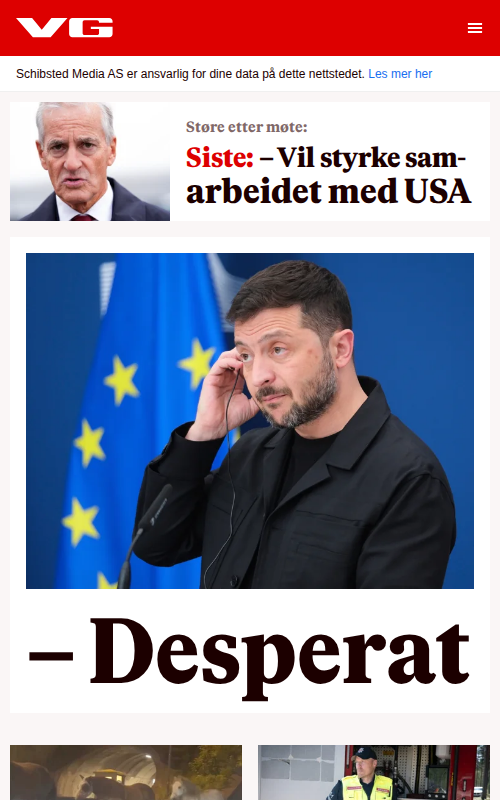 VG
Schibsted Media AS er ansvarlig for dine data på dette nettstedet. Les mer her
Støre etter møte:
Siste: – Vil styrke sam-
arbeidet med USA
– Desperat